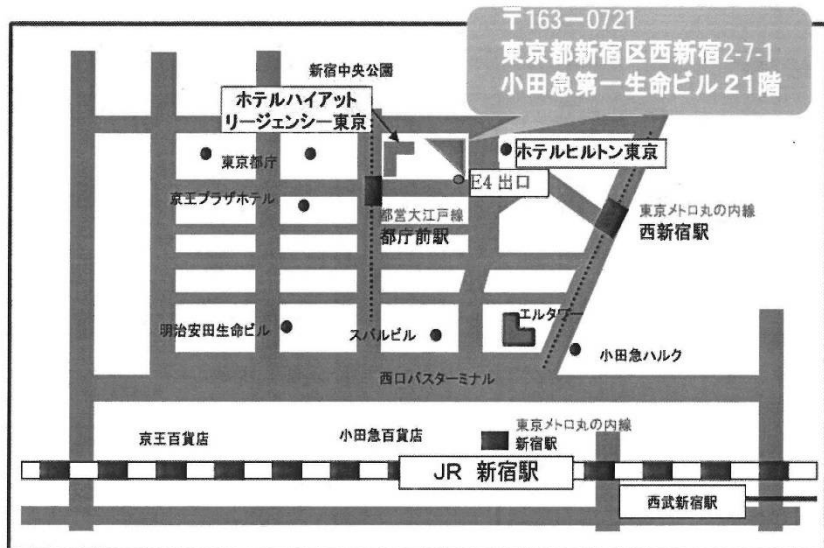 〒163-0721
東京都新宿区西新宿2-7-1
小田急第一生命ビル 21階
新宿中央公園
ホテルハイアット
リージェンシー東京
東京都庁
ホテルヒルトン東京
E4 出口
京王プラザホテル
都営大江戸線
都庁前駅
東京メトロ丸の内線
西新宿駅
エルタワー
明治安田生命ビル
スバルビル
小田急ハルク
西口バスターミナル
京王百貨店
小田急百貨店
東京メトロ丸の内線
新宿駅
JR 新宿駅
西武新宿駅